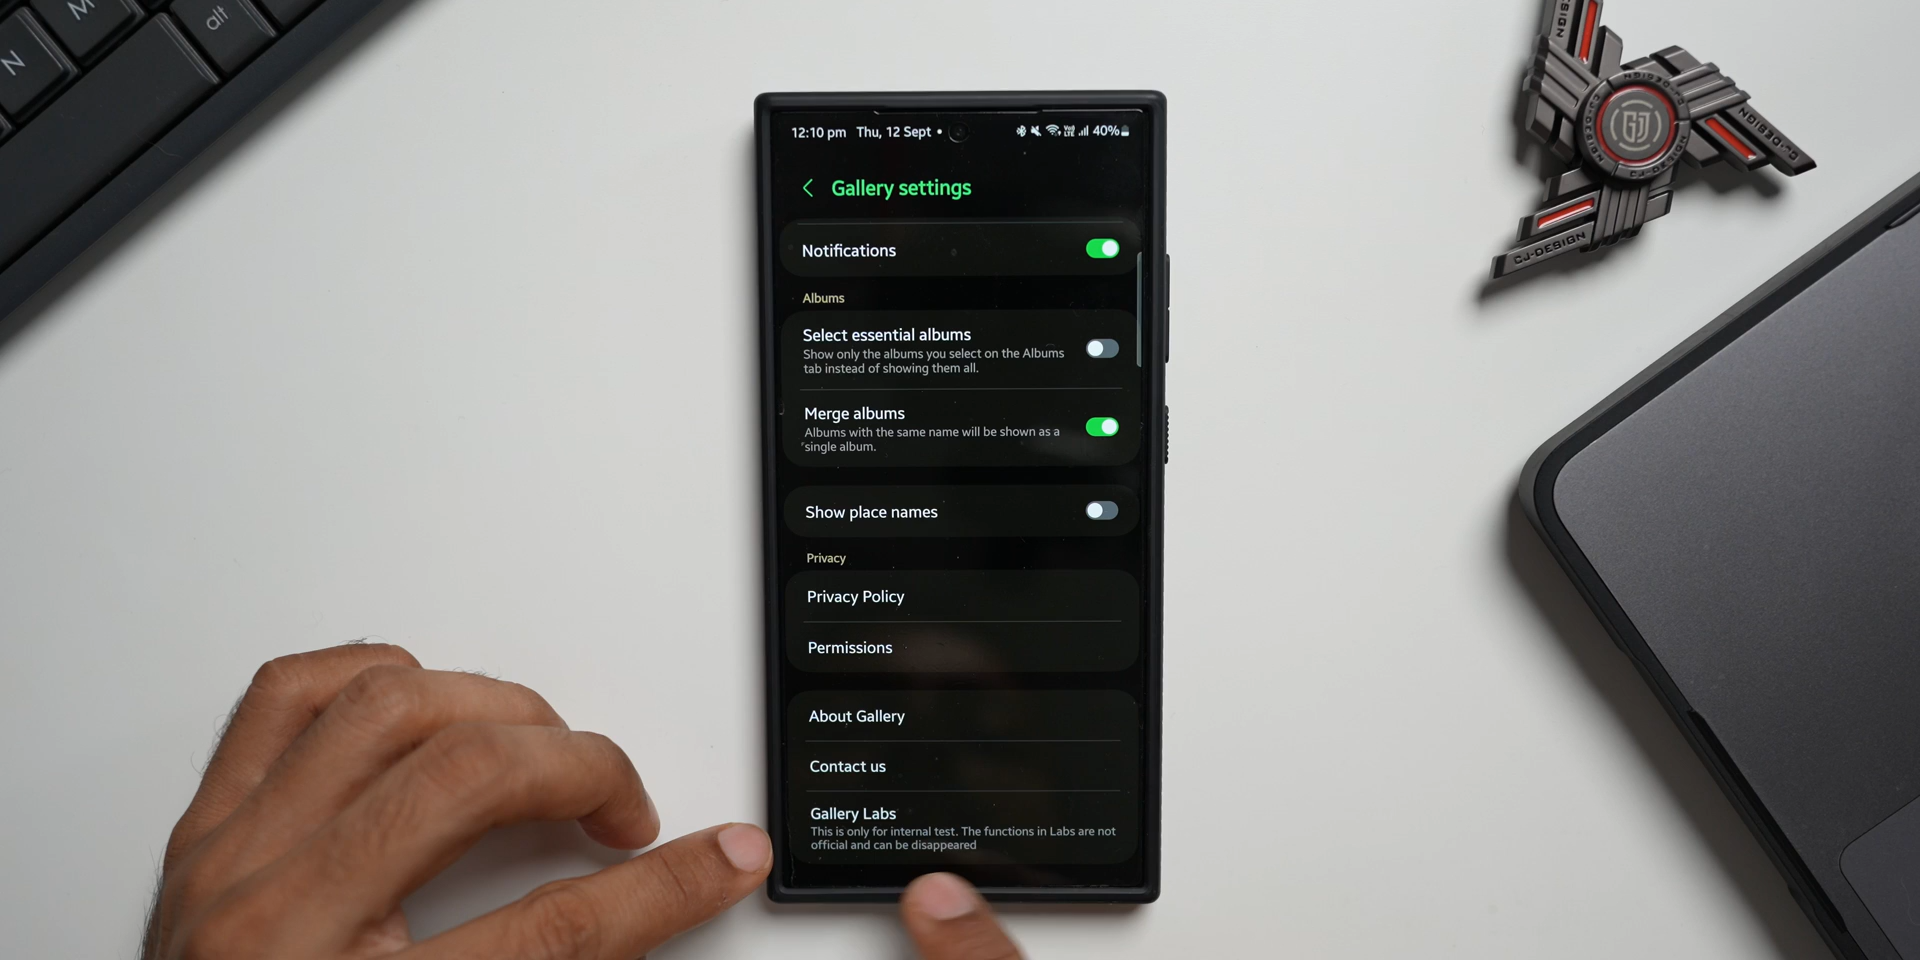 N
M
alt
12:10 pm Thu, 12 Sept • 40%
Gallery settings
Notifications
Albums
Select essential albums
Show only the albums you select on the Albums
tab instead of showing them all.
Merge albums
Albums with the same name will be shown as a
single album.
Show place names
Privacy
Privacy Policy
Permissions
About Gallery
Contact us
Gallery Labs
This is only for internal test. The functions in Labs are not
official and can be disappeared
CJ-DESIGN
CJ-DESIGN